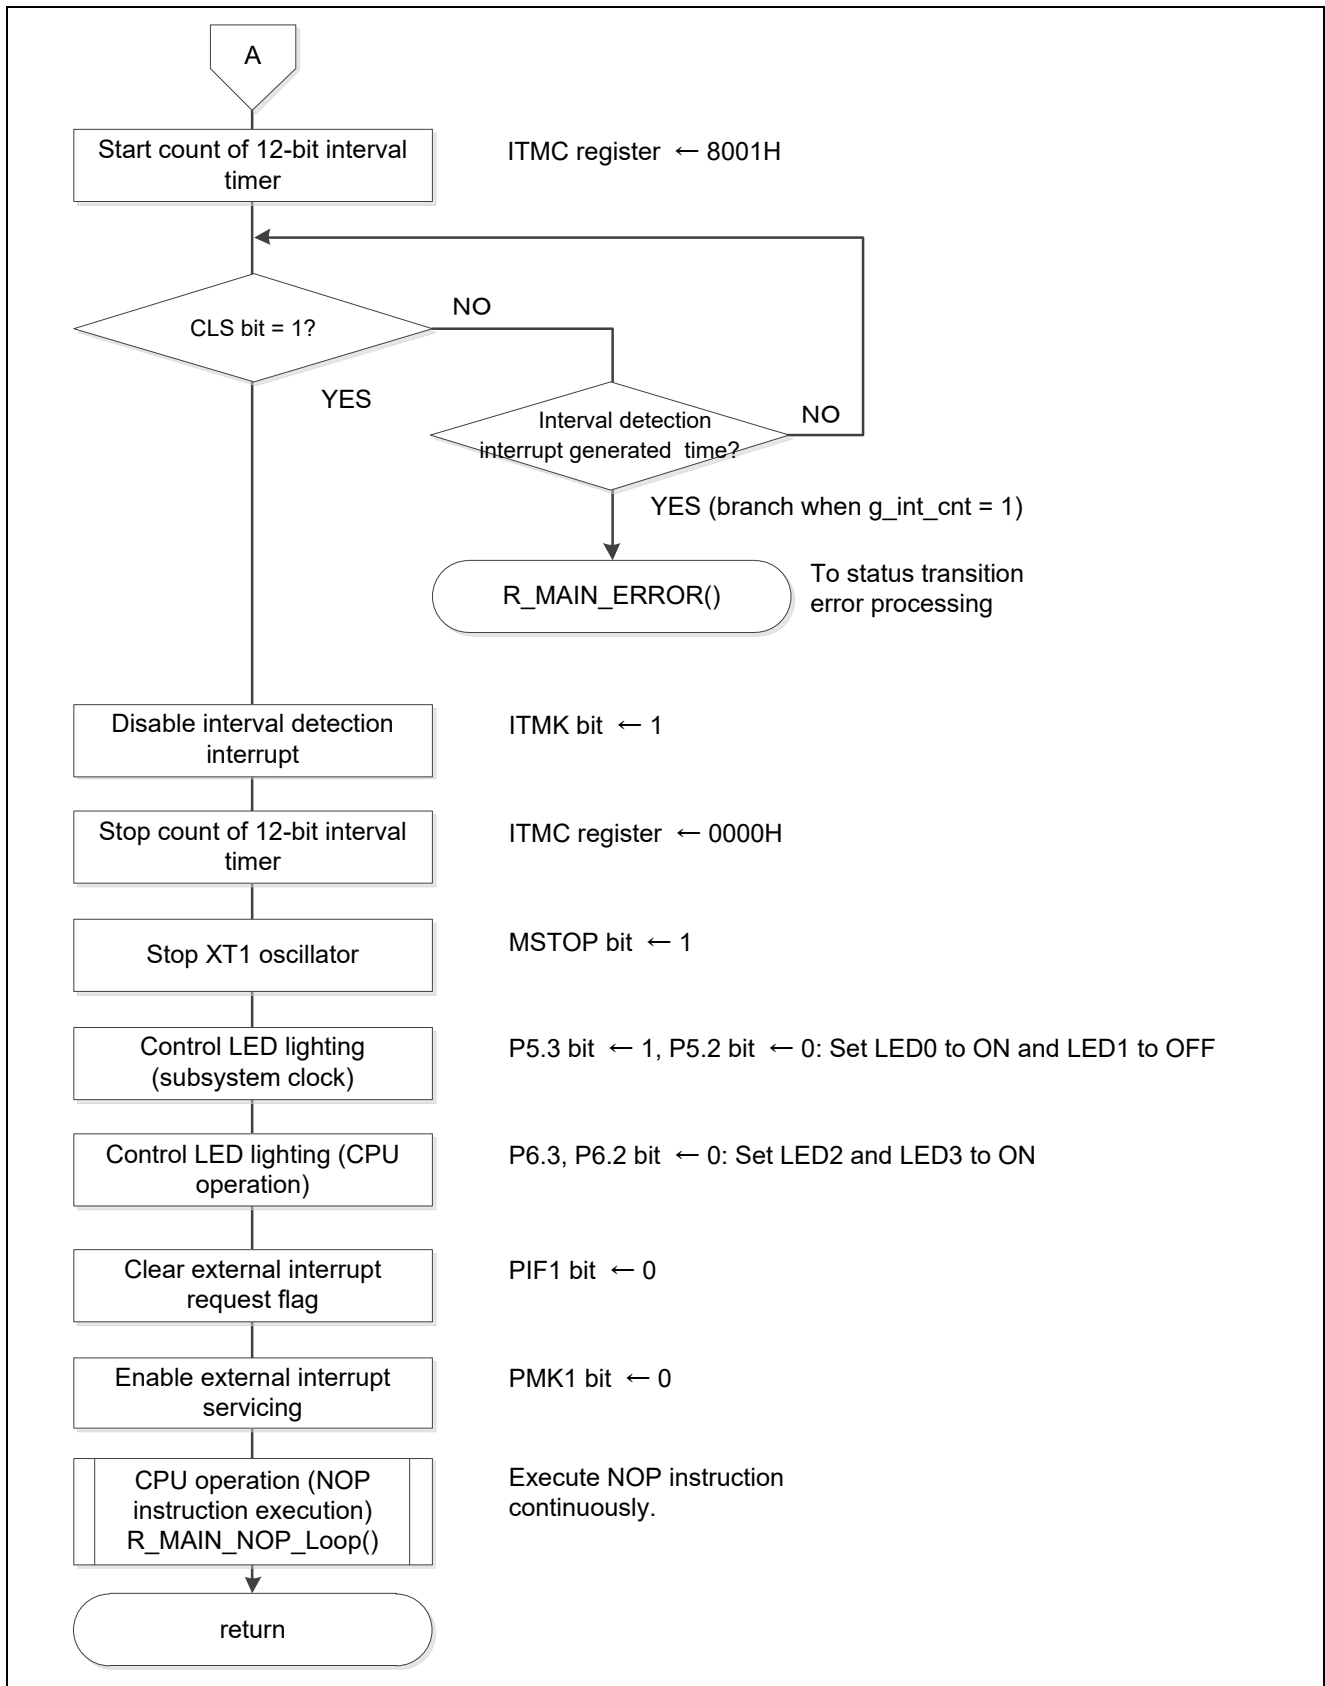 A
Start count of 12-bit interval
timer
ITMC register ← 8001H
CLS bit = 1?
NO
YES
Interval detection
interrupt generated  time?
NO
YES (branch when g_int_cnt = 1)
R_MAIN_ERROR()
To status transition
error processing
Disable interval detection
interrupt
ITMK bit ← 1
Stop count of 12-bit interval
timer
ITMC register ← 0000H
Stop XT1 oscillator
MSTOP bit ← 1
Control LED lighting
(subsystem clock)
P5.3 bit ← 1, P5.2 bit ← 0: Set LED0 to ON and LED1 to OFF
Control LED lighting (CPU
operation)
P6.3, P6.2 bit ← 0: Set LED2 and LED3 to ON
Clear external interrupt
request flag
PIF1 bit ← 0
Enable external interrupt
servicing
PMK1 bit ← 0
CPU operation (NOP
instruction execution)
R_MAIN_NOP_Loop()
Execute NOP instruction
continuously.
return